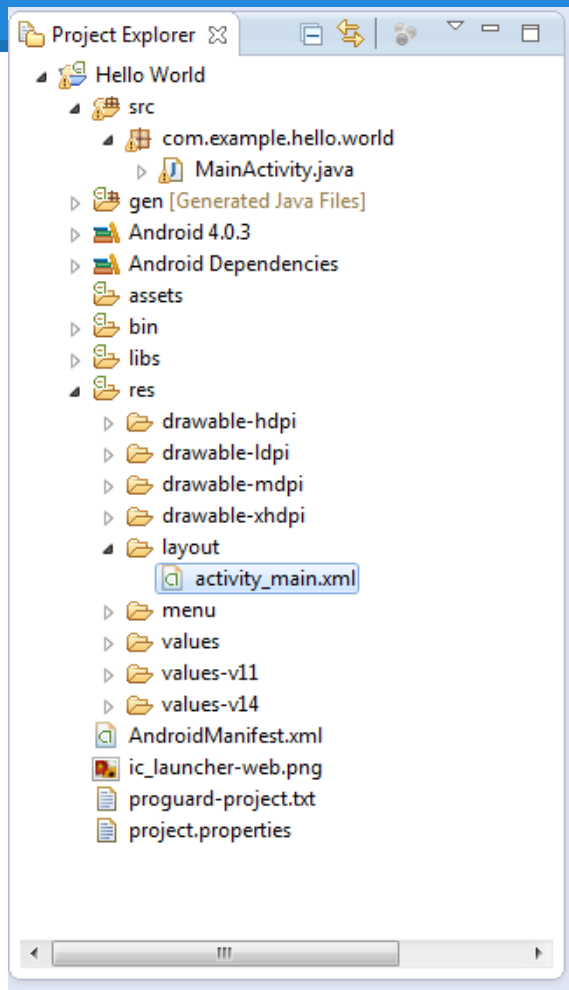 Project Explorer
Hello World
src
com.example.hello.world
MainActivity.java
gen [Generated Java Files]
Android 4.0.3
Android Dependencies
assets
bin
libs
res
drawable-hdpi
drawable-ldpi
drawable-mdpi
drawable-xhdpi
layout
activity_main.xml
menu
values
values-v11
values-v14
AndroidManifest.xml
ic_launcher-web.png
proguard-project.txt
project.properties